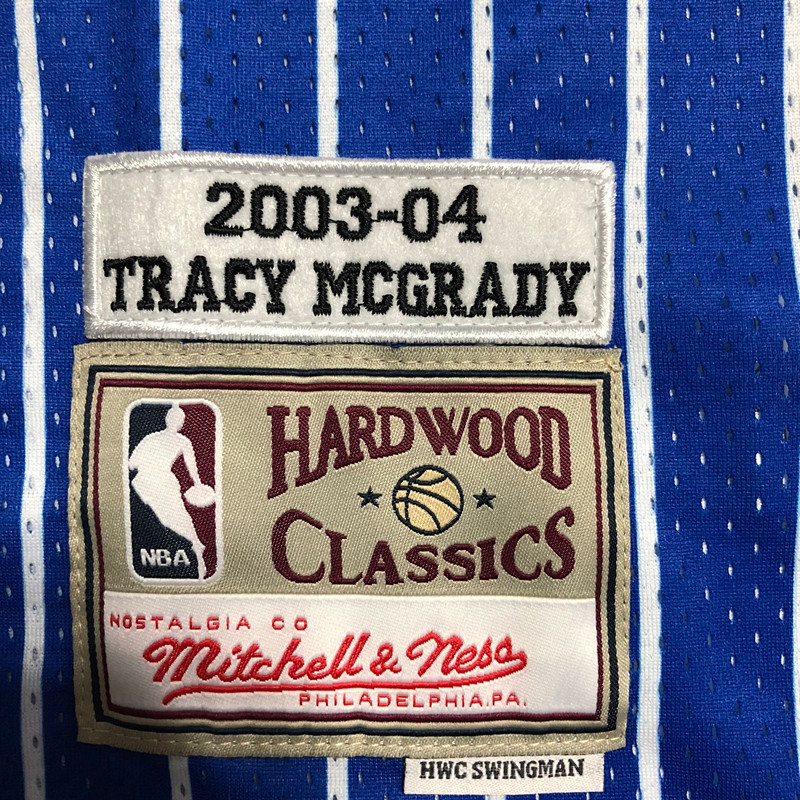 2003-04
TRACY MCGRADY
HARDWOOD
CLASSICS
NBA
NOSTALGIA CO
Mitchell & Ness
PHILADELPHIA.PA.
HWC SWINGMAN